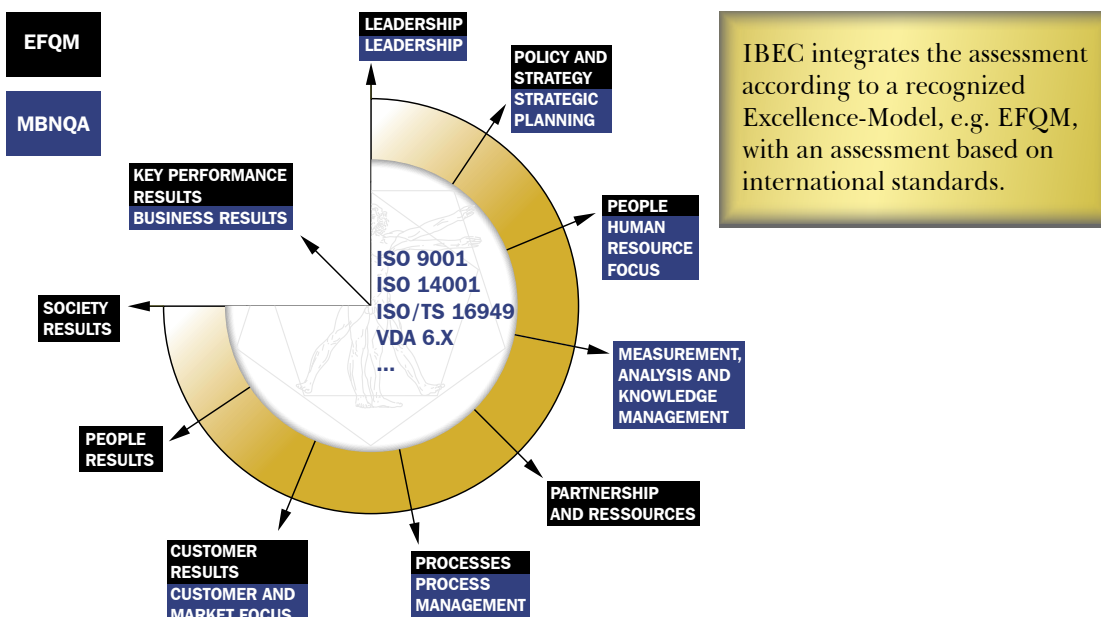 EFQM
MBNQA
LEADERSHIP
LEADERSHIP
POLICY AND
STRATEGY
STRATEGIC
PLANNING
IBEC integrates the assessment
according to a recognized
Excellence-Model, e.g. EFQM,
with an assessment based on
international standards.
KEY PERFORMANCE
RESULTS
BUSINESS RESULTS
PEOPLE
HUMAN
RESOURCE
FOCUS
ISO 9001
ISO 14001
ISO/TS 16949
VDA 6.X
...
SOCIETY
RESULTS
MEASUREMENT,
ANALYSIS AND
KNOWLEDGE
MANAGEMENT
PEOPLE
RESULTS
PARTNERSHIP
AND RESSOURCES
CUSTOMER
RESULTS
CUSTOMER AND
MARKET FOCUS
PROCESSES
PROCESS
MANAGEMENT